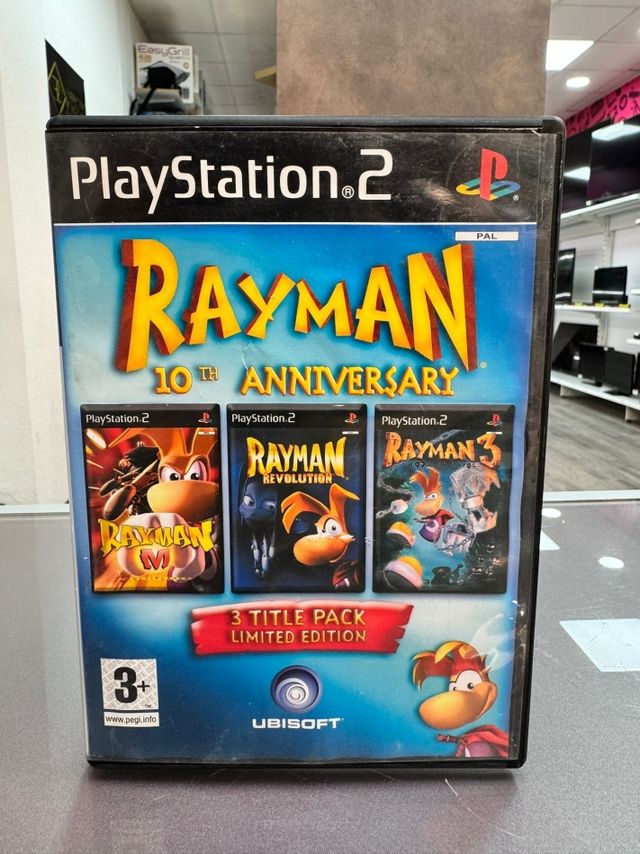 EasyGrill
PlayStation®2
PAL
RAYMAN
10TH ANNIVERSARY
PlayStation 2
RAYMAN
M
PlayStation 2
RAYMAN
REVOLUTION
PlayStation 2
RAYMAN 3
3 TITLE PACK
LIMITED EDITION
3+
www.pegi.info
UBISOFT